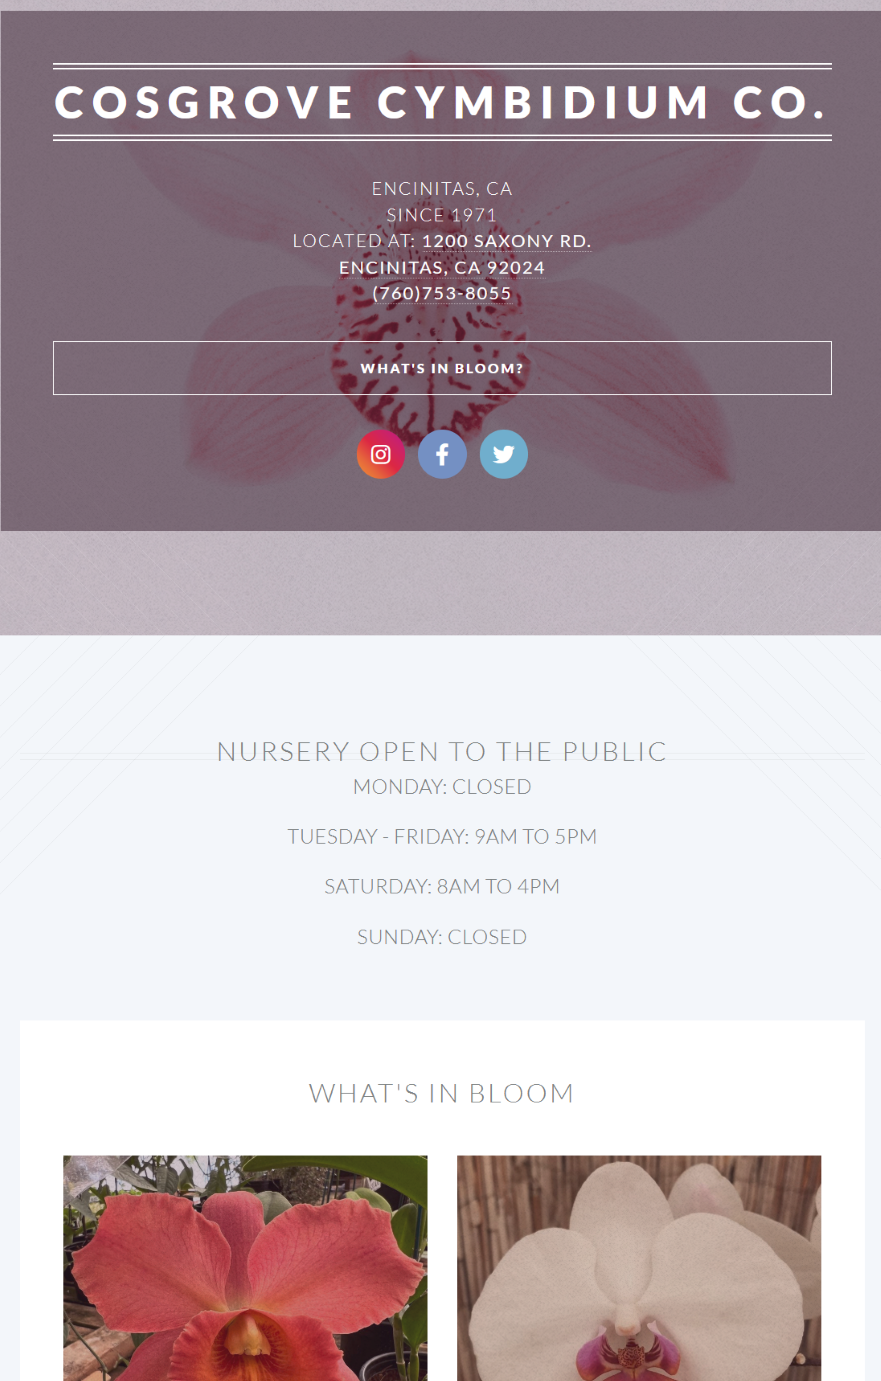 COSGROVE CYMBIDIUM CO.
ENCINITAS, CA
SINCE 1971
LOCATED AT: 1200 SAXONY RD.
ENCINITAS, CA 92024
(760)753-8055
WHAT'S IN BLOOM?
NURSERY OPEN TO THE PUBLIC
MONDAY: CLOSED
TUESDAY - FRIDAY: 9AM TO 5PM
SATURDAY: 8AM TO 4PM
SUNDAY: CLOSED
WHAT'S IN BLOOM